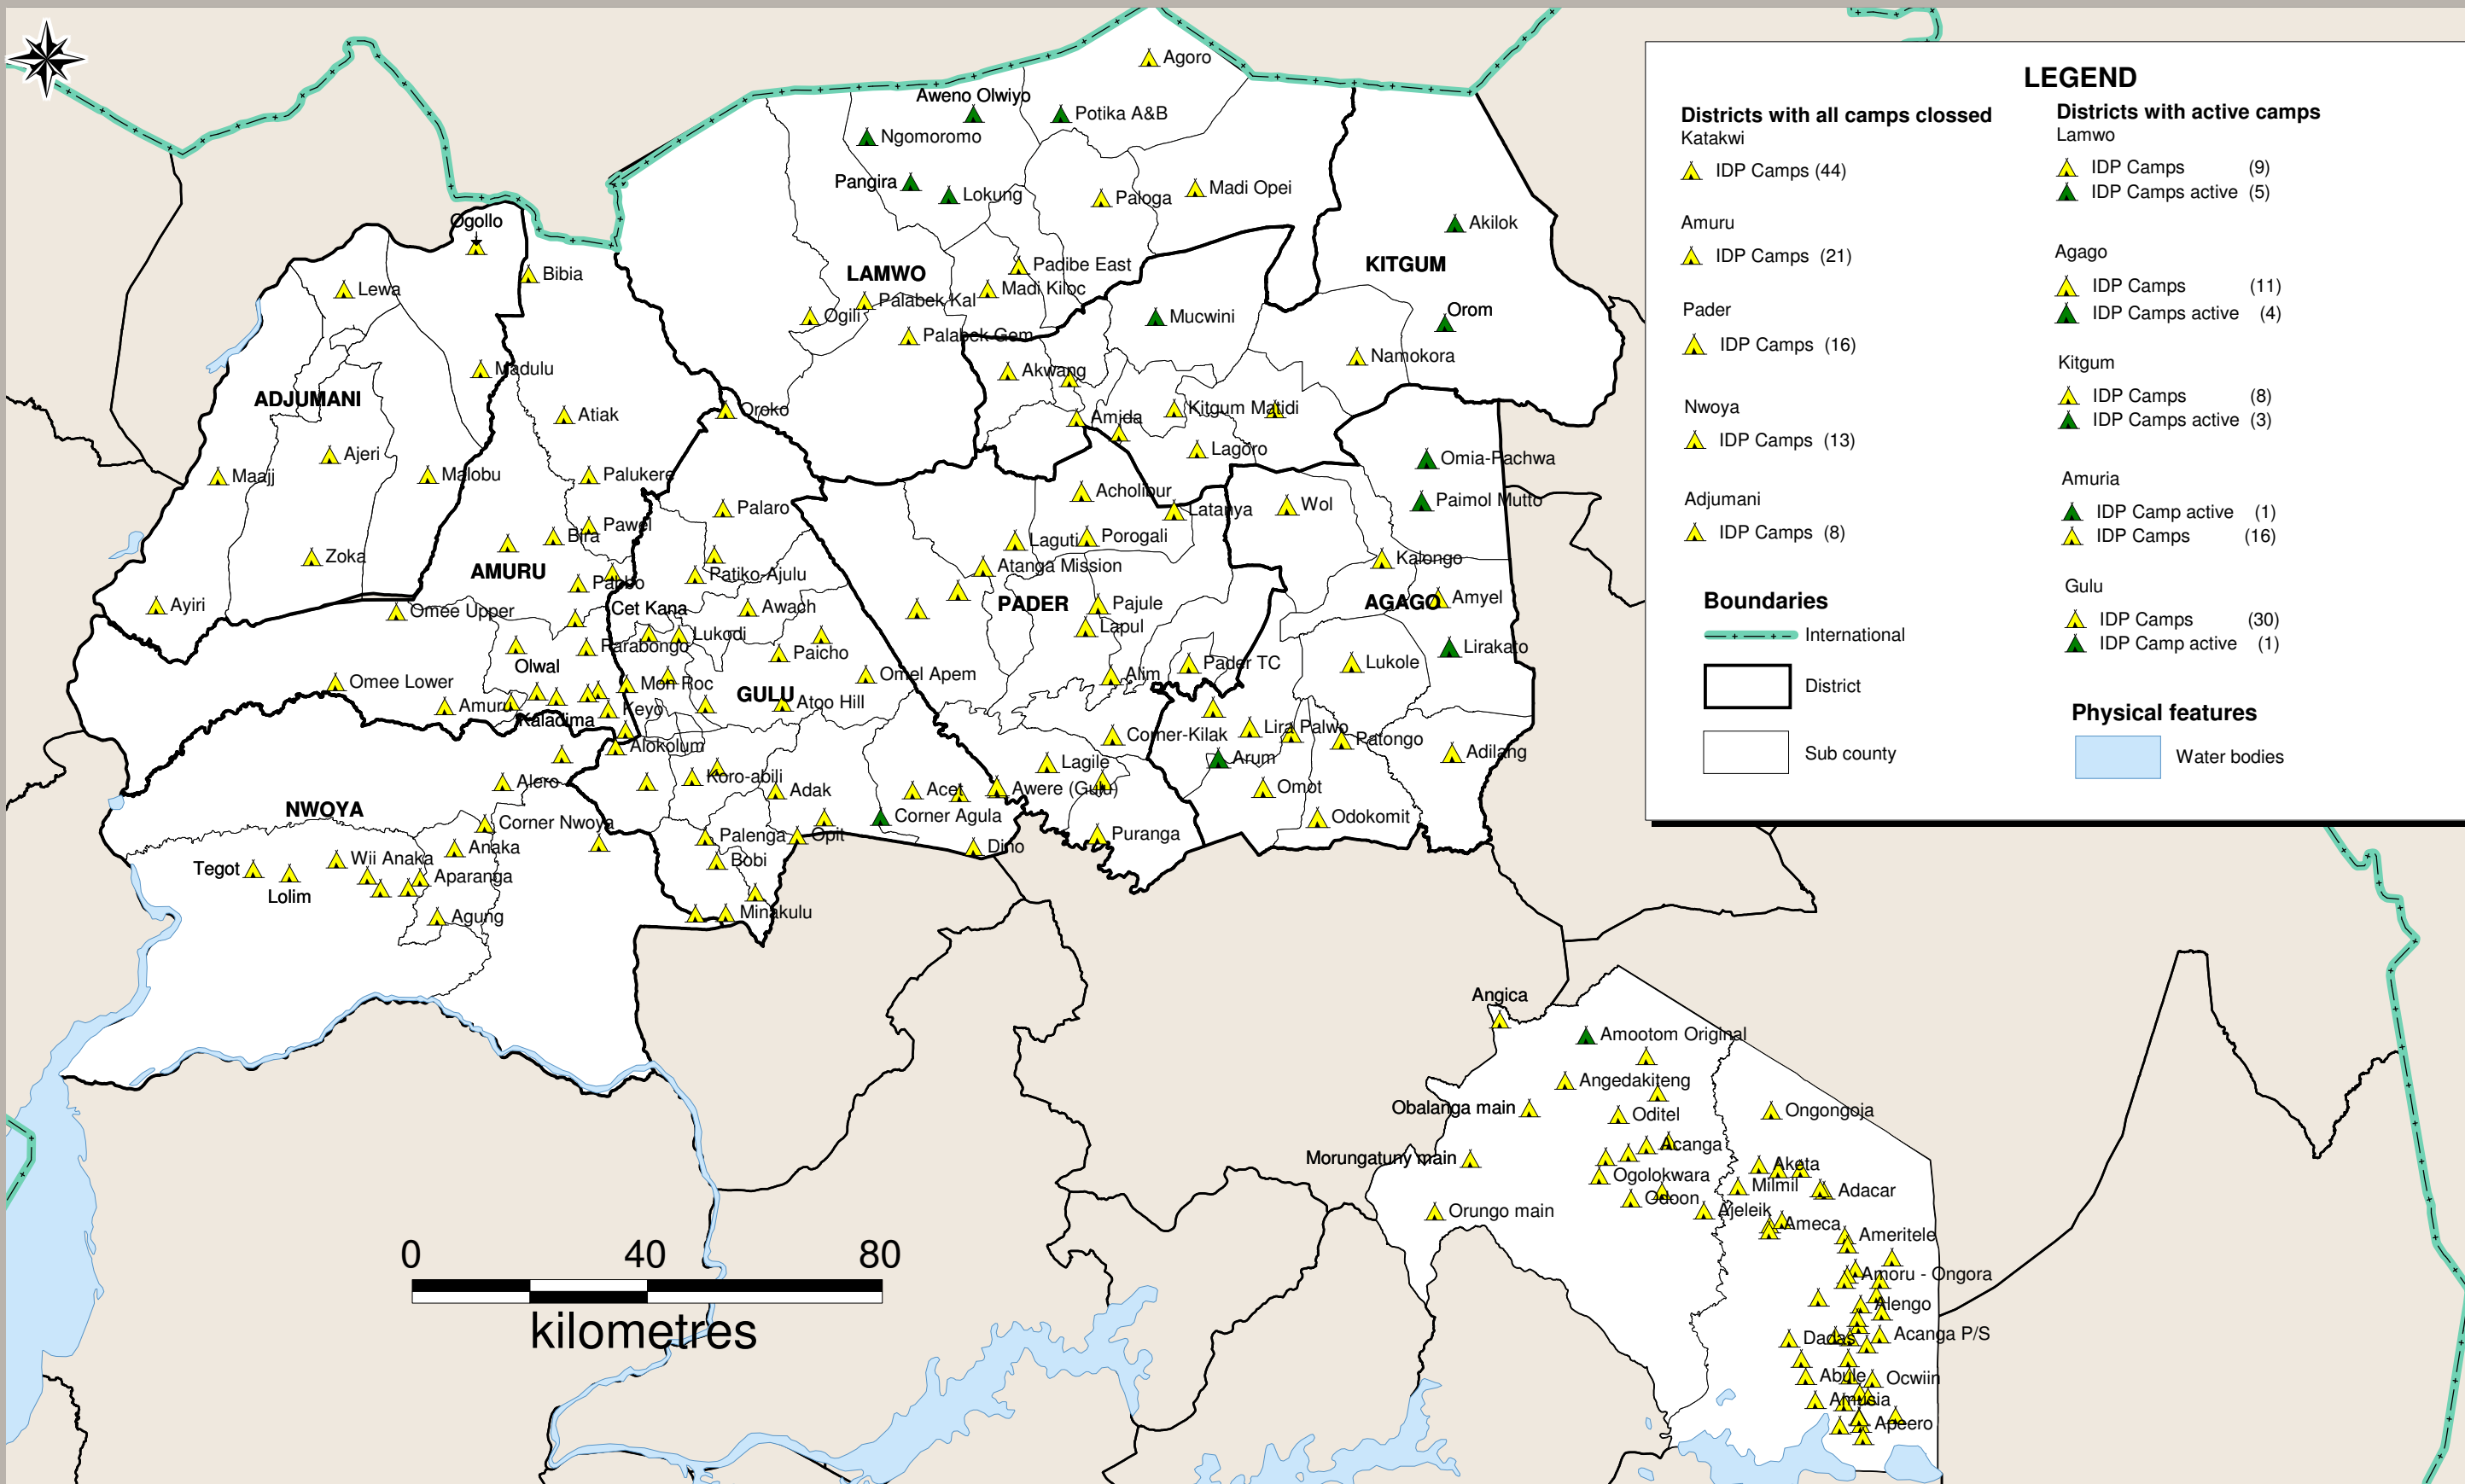 Agoro
Aweno Olwiyo
Potika A&B
Ngomoromo
Pangira
Lokung
Paloga
Madi Opei
Akilok
Ogollo
Bibia
Lewa
LAMWO
Padibe East
Madi Kiloc
KITGUM
Palabek Kal
Ogili
Palabek Gem
Mucwini
Orom
Namokora
Madulu
Akwang
ADJUMANI
Atiak
Oroko
Amida
Kitgum Matidi
Lagoro
Ajeri
Maajj
Malobu
Palukere
Omia-Pachwa
Acholibur
Paimol Mutto
Palaro
Latanya
Wol
Pawel
Bira
Laguti
Porogali
Zoka
AMURU
Patiko-Ajulu
Atanga Mission
Kalongo
Pabbo
Ayiri
Omee Upper
Cet Kana
Awach
PADER
Pajule
AGAGO
Amyel
Lukodi
Lapul
Parabongo
Paicho
Lirakato
Olwal
Pader TC
Lukole
Omee Lower
Mon Roc
GULU
Omel Apem
Alim
Amuru
Kaladima
Keyo
Atoo Hill
Alokolum
Corner-Kilak
Lira Palwo
Patongo
Adilang
Lagile
Arum
Alero
Koro-abili
Adak
Acet
Awere (Gulu)
Omot
NWOYA
Corner Nwoya
Corner Agula
Odokomit
Palenga
Opit
Puranga
Anaka
Dino
Wii Anaka
Bobi
Tegot
Aparanga
Lolim
Agung
Minakulu
Angica
Amootom Original
Angedakiteng
Obalanga main
Oditel
Ongongoja
Acanga
Morungatuny main
Aketa
Ogolokwara
Milmil
Adacar
Odoon
Orungo main
Ajeleik
Ameca
Ameritele
Amoru - Ongora
Alengo
Dadas
Acanga P/S
Abule
Ocwiin
Amusia
Apeero
0 40 80
kilometres
LEGEND
Districts with all camps clossed
Katakwi
IDP Camps (44)
Amuru
IDP Camps (21)
Pader
IDP Camps (16)
Nwoya
IDP Camps (13)
Adjumani
IDP Camps (8)
Boundaries
International
District
Sub county
Districts with active camps
Lamwo
IDP Camps (9)
IDP Camps active (5)
Agago
IDP Camps (11)
IDP Camps active (4)
Kitgum
IDP Camps (8)
IDP Camps active (3)
Amuria
IDP Camp active (1)
IDP Camps (16)
Gulu
IDP Camps (30)
IDP Camp active (1)
Physical features
Water bodies